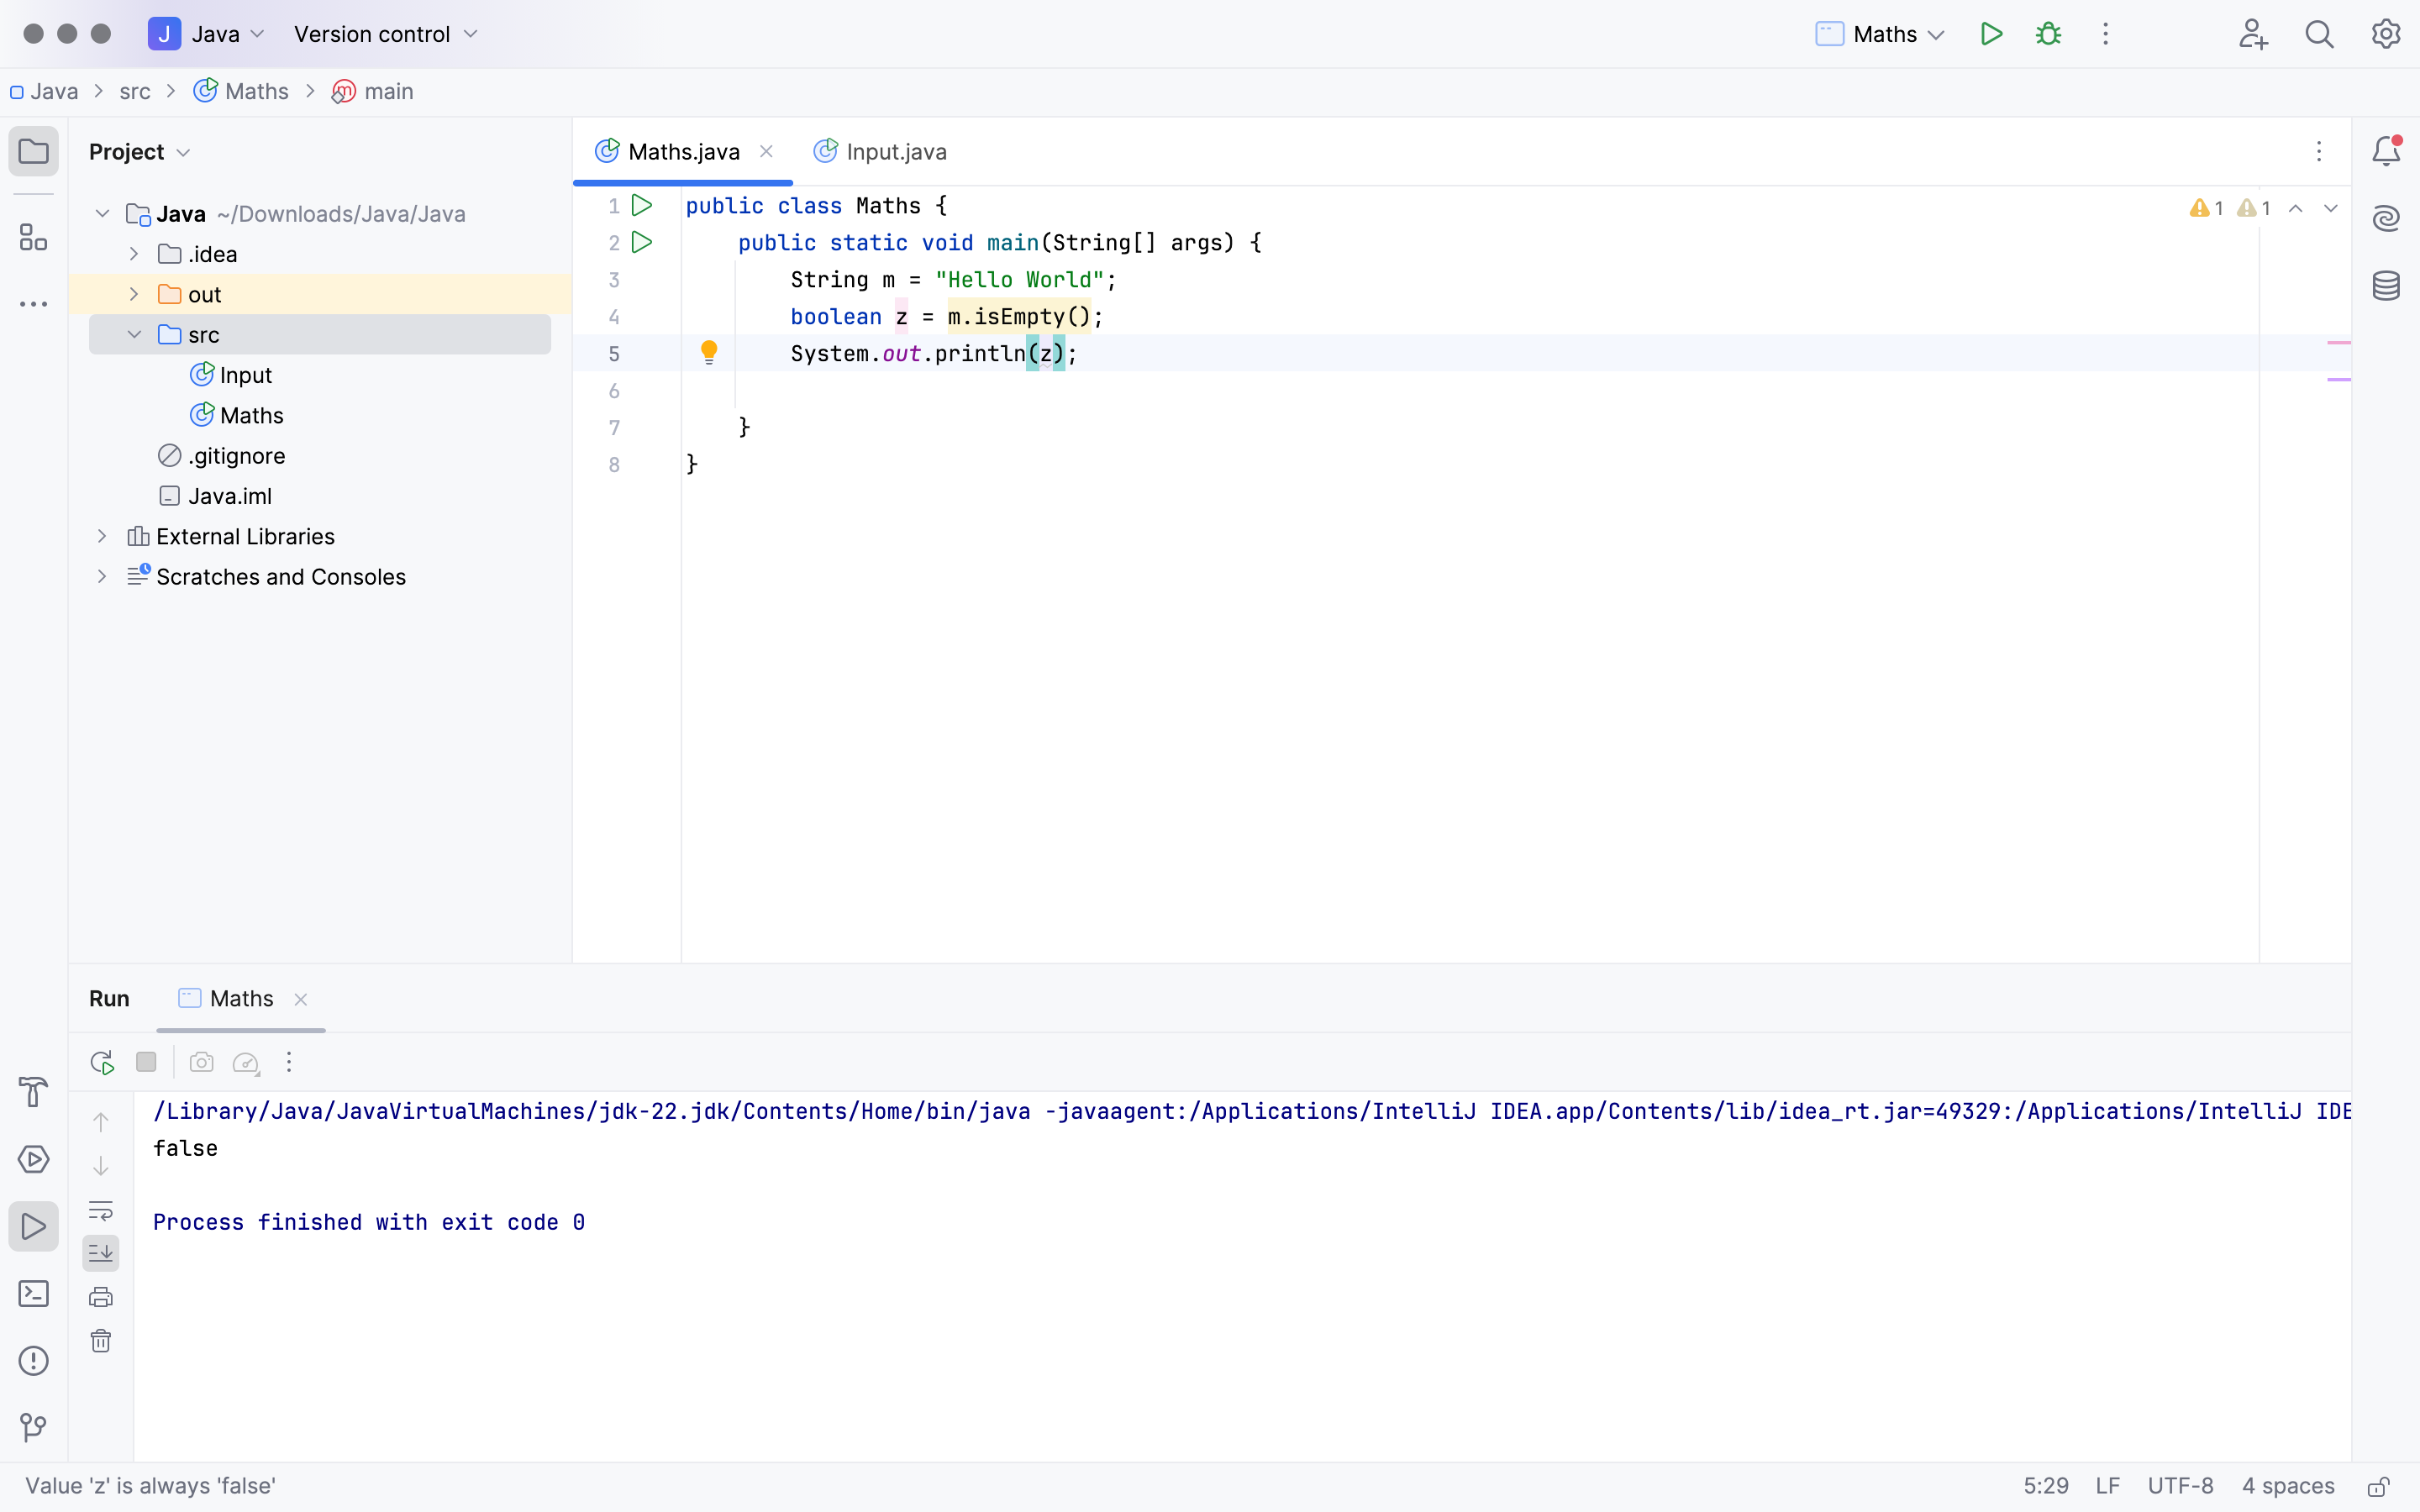 J Java Version control Maths
Java src Maths main
Project
Java ~/Downloads/Java/Java
.idea
out
src
Input
Maths
.gitignore
Java.iml
External Libraries
Scratches and Consoles
Maths.java Input.java
1 public class Maths {
2 public static void main(String[] args) {
3 String m = "Hello World";
4 boolean z = m.isEmpty();
5 System.out.println(z);
6
7 }
8 }
1 1
Run Maths
/Library/Java/JavaVirtualMachines/jdk-22.jdk/Contents/Home/bin/java -javaagent:/Applications/IntelliJ IDEA.app/Contents/lib/idea_rt.jar=49329:/Applications/IntelliJ IDE
false
Process finished with exit code 0
Value 'z' is always 'false' 5:29 LF UTF-8 4 spaces